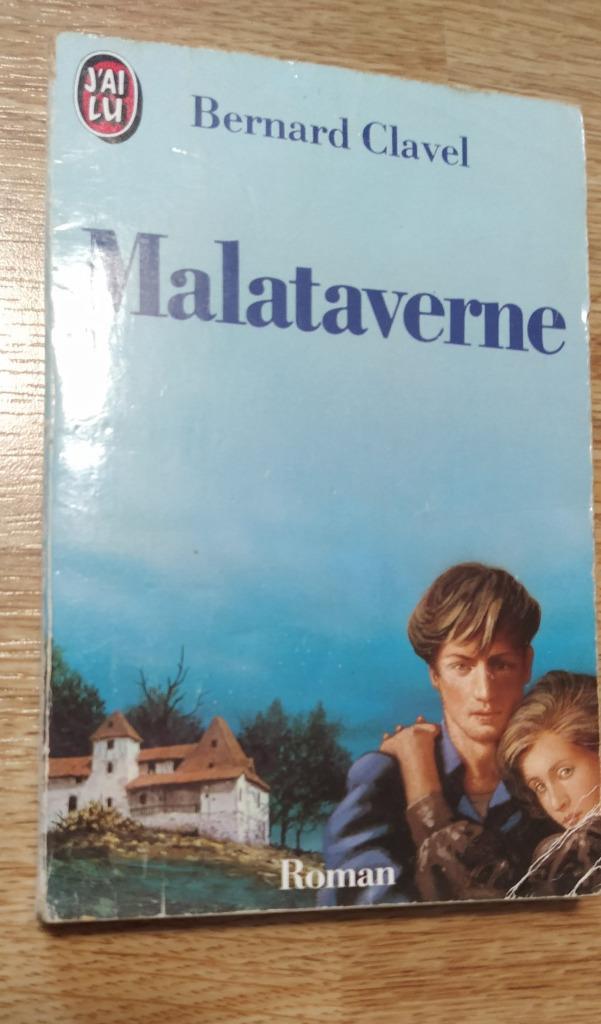 J'AI
LU
Bernard Clavel
Malataverne
Roman